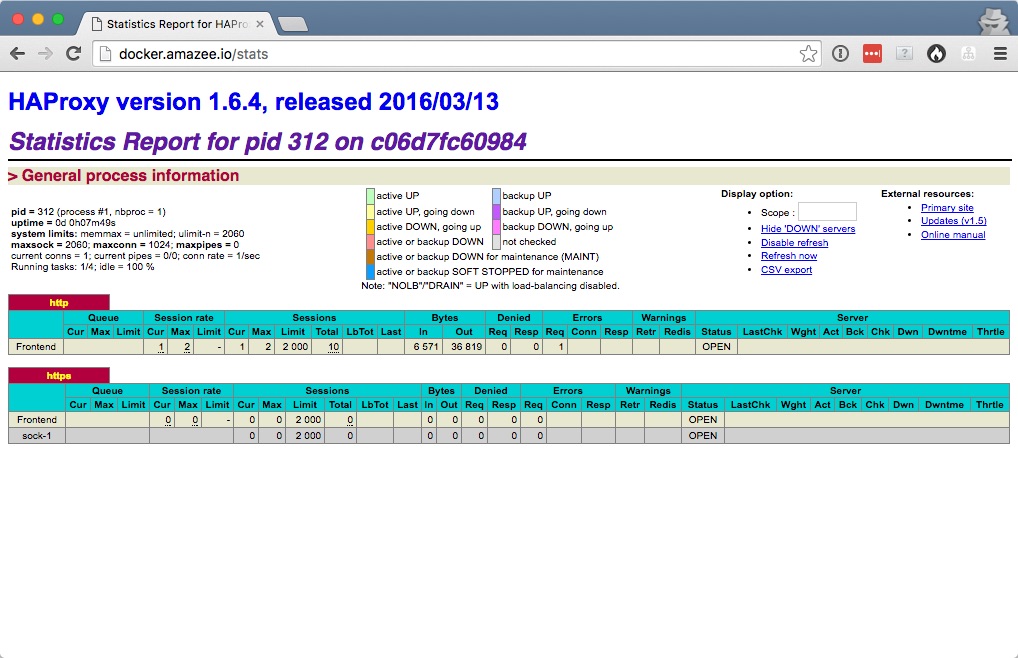 Statistics Report for HAPro
docker.amazee.io/stats
HAProxy version 1.6.4, released 2016/03/13
Statistics Report for pid 312 on c06d7fc60984
> General process information
pid = 312 (process #1, nbproc = 1)
uptime = 0d 0h07m49s
system limits: memmax = unlimited; ulimit-n = 2060
maxsock = 2060; maxconn = 1024; maxpipes = 0
current conns = 1; current pipes = 0/0; conn rate = 1/sec
Running tasks: 1/4; idle = 100 %
active UP backup UP
active UP, going down backup UP, going down
active DOWN, going up backup DOWN, going up
active or backup DOWN not checked
active or backup DOWN for maintenance (MAINT)
active or backup SOFT STOPPED for maintenance
Note: "NOLB"/"DRAIN" = UP with load-balancing disabled.
Display option:
• Scope :
• Hide 'DOWN' servers
• Disable refresh
• Refresh now
• CSV export
External resources:
• Primary site
• Updates (v1.5)
• Online manual
http
Queue Session rate Sessions Bytes Denied Errors Warnings Server
Cur Max Limit Cur Max Limit Cur Max Limit Total LbTot Last In Out Req Resp Req Conn Resp Retr Redis Status LastChk Wght Act Bck Chk Dwn Dwntme Thrtle
Frontend 1 2 - 1 2 2 000 10 6 571 36 819 0 0 1 OPEN
https
Queue Session rate Sessions Bytes Denied Errors Warnings Server
Cur Max Limit Cur Max Limit Cur Max Limit Total LbTot Last In Out Req Resp Req Conn Resp Retr Redis Status LastChk Wght Act Bck Chk Dwn Dwntme Thrtle
Frontend 0 0 - 0 0 2 000 0 0 0 0 0 0 OPEN
sock-1 0 0 2 000 0 0 0 0 0 0 OPEN